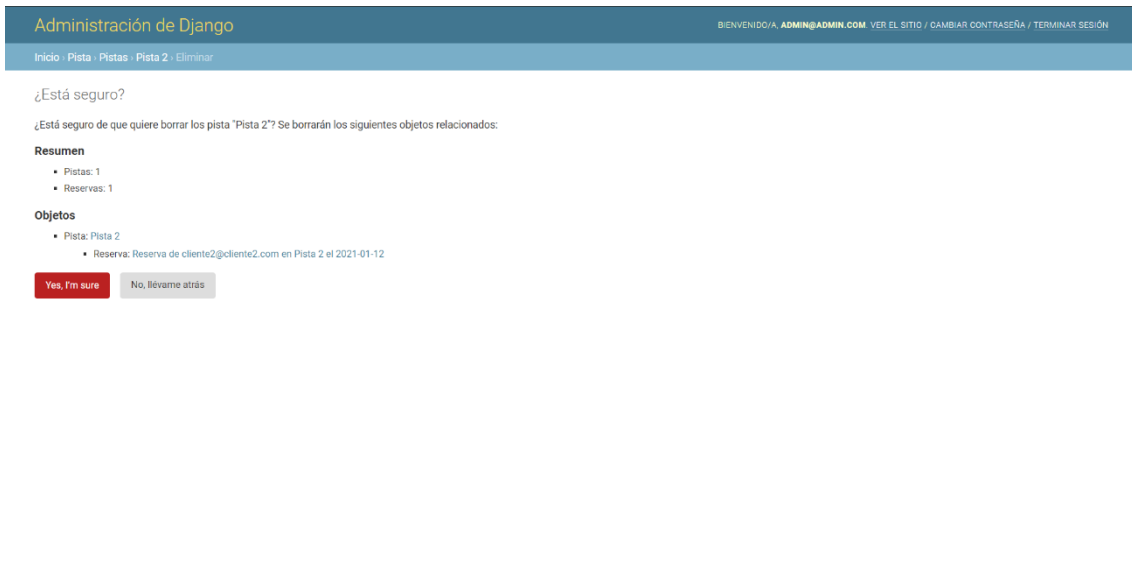 Administración de Django
BIENVENIDO/A, ADMIN@ADMIN.COM. VER EL SITIO / CAMBIAR CONTRASEÑA / TERMINAR SESIÓN
Inicio › Pista › Pistas › Pista 2 › Eliminar
¿Está seguro?
¿Está seguro de que quiere borrar los pista "Pista 2"? Se borrarán los siguientes objetos relacionados:
Resumen
Pistas: 1
Reservas: 1
Objetos
Pista: Pista 2
Reserva: Reserva de cliente2@cliente2.com en Pista 2 el 2021-01-12
Yes, I'm sure
No, llévame atrás